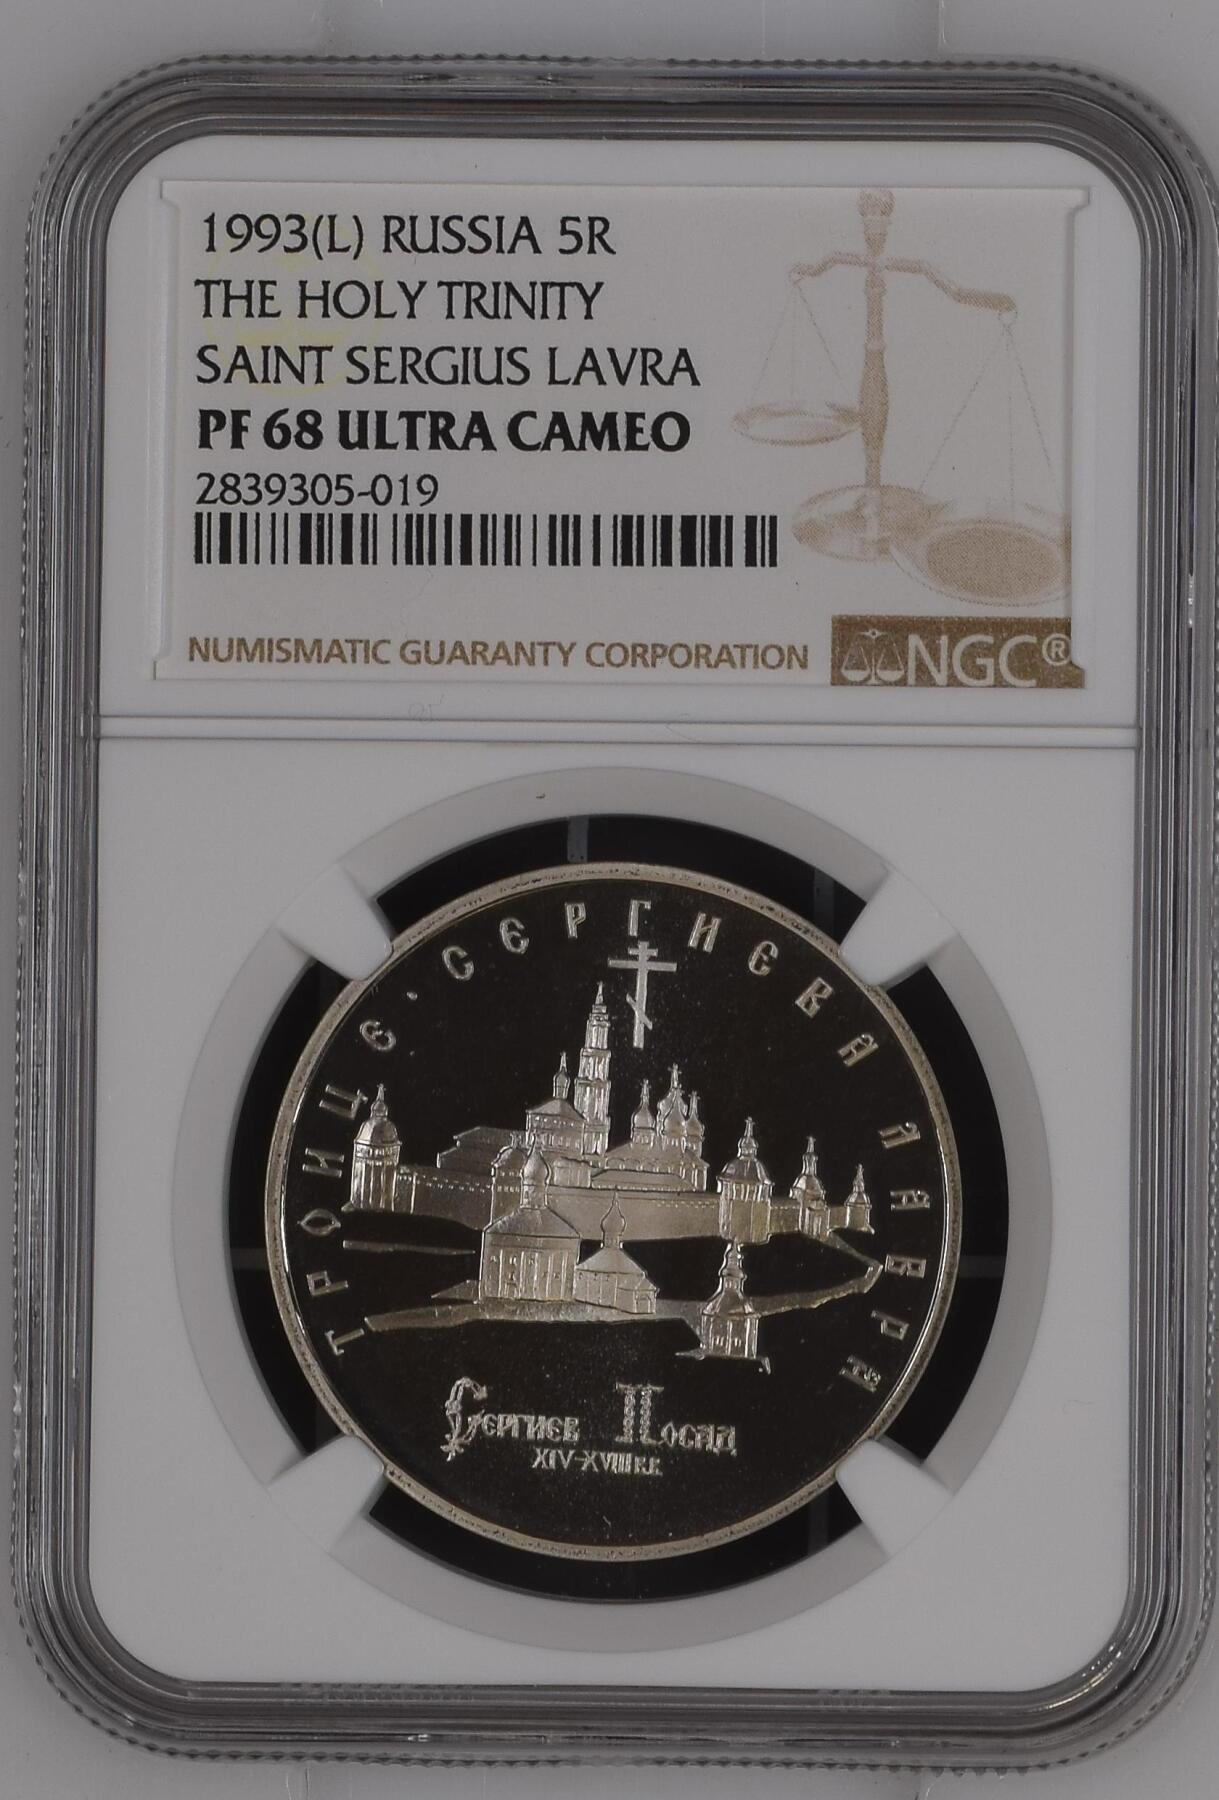 1993(L) RUSSIA 5R
THE HOLY TRINITY
SAINT SERGIUS LAVRA
PF 68 ULTRA CAMEO
2839305-019
NUMISMATIC GUARANTY CORPORATION NGC®
ТРОИЦЕ·СЕРГИЕВА ЛАВРА
Сергиев Посад
XIV-XVIII в.в.